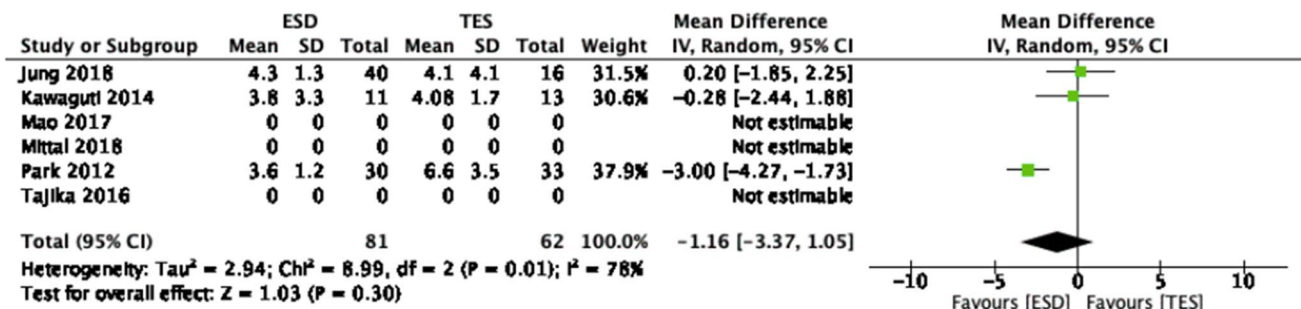 ESD TES Mean Difference Mean Difference
Study or Subgroup Mean SD Total Mean SD Total Weight IV, Random, 95% CI IV, Random, 95% CI
Jung 2018 4.3 1.3 40 4.1 4.1 16 31.5% 0.20 [−1.85, 2.25]
Kawaguti 2014 3.8 3.3 11 4.08 1.7 13 30.6% −0.28 [−2.44, 1.88]
Mao 2017 0 0 0 0 0 0 Not estimable
Mittal 2018 0 0 0 0 0 0 Not estimable
Park 2012 3.6 1.2 30 6.6 3.5 33 37.9% −3.00 [−4.27, −1.73]
Tajika 2016 0 0 0 0 0 0 Not estimable
Total (95% CI) 81 62 100.0% −1.16 [−3.37, 1.05]
Heterogeneity: Tau² = 2.94; Chi² = 8.99, df = 2 (P = 0.01); I² = 78%
Test for overall effect: Z = 1.03 (P = 0.30)
−10 −5 0 5 10
Favours [ESD] Favours [TES]